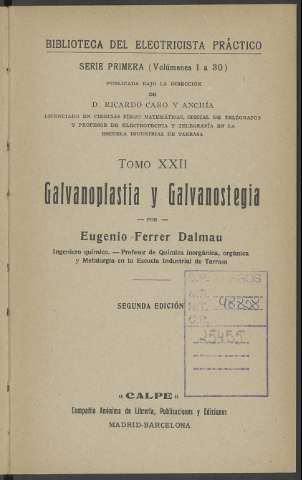 BIBLIOTECA DEL ELECTRICISTA PRÁCTICO
SERIE PRIMERA (Volúmenes 1 a 30)
PUBLICADA BAJO LA DIRECCIÓN
DE
D. RICARDO CARO Y ANCHÍA
LICENCIADO EN CIENCIAS FÍSICO MATEMÁTICAS, OFICIAL DE TELÉGRAFOS
Y PROFESOR DE ELECTROTECNIA Y TELEGRAFÍA EN LA
ESCUELA INDUSTRIAL DE TARRASA
TOMO XXII
Galvanoplastia y Galvanostegia
— POR —
Eugenio Ferrer Dalmau
Ingeniero químico. — Profesor de Química inorgánica, orgánica
y Metalurgia en la Escuela Industrial de Tarrasa
SEGUNDA EDICIÓN
48858
25455
« CALPE »
Compañía Anónima de Librería, Publicaciones y Ediciones
MADRID-BARCELONA